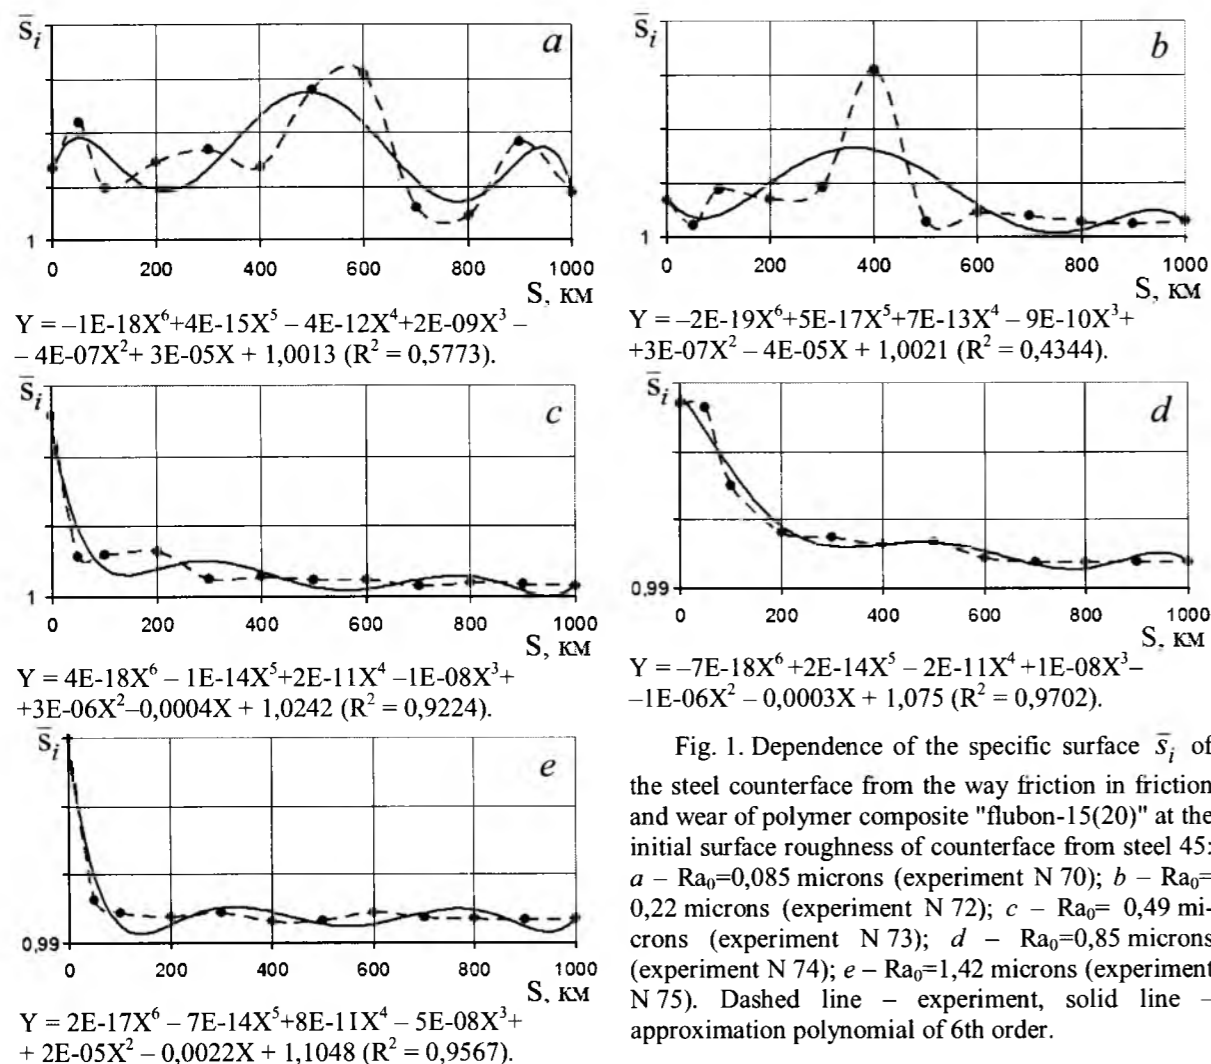 s̅i
a
1
0 200 400 600 800 1000
S, км
Y = –1E-18X⁶+4E-15X⁵ – 4E-12X⁴+2E-09X³ –
– 4E-07X²+ 3E-05X + 1,0013 (R² = 0,5773).
s̅i
b
1
0 200 400 600 800 1000
S, км
Y = –2E-19X⁶+5E-17X⁵+7E-13X⁴ – 9E-10X³+
+3E-07X² – 4E-05X + 1,0021 (R² = 0,4344).
s̅i
c
1
0 200 400 600 800 1000
S, км
Y = 4E-18X⁶ – 1E-14X⁵+2E-11X⁴ -1E-08X³+
+3E-06X²–0,0004X + 1,0242 (R² = 0,9224).
s̅i
d
0,99
0 200 400 600 800 1000
S, км
Y = –7E-18X⁶ +2E-14X⁵ – 2E-11X⁴ +1E-08X³–
–1E-06X² – 0,0003X + 1,075 (R² = 0,9702).
s̅i
e
0,99
0 200 400 600 800 1000
S, км
Y = 2E-17X⁶ – 7E-14X⁵+8E-11X⁴ – 5E-08X³+
+ 2E-05X² – 0,0022X + 1,1048 (R² = 0,9567).
Fig. 1. Dependence of the specific surface s̅i of
the steel counterface from the way friction in friction
and wear of polymer composite "flubon-15(20)" at the
initial surface roughness of counterface from steel 45:
a – Ra₀=0,085 microns (experiment N 70); b – Ra₀=
0,22 microns (experiment N 72); c – Ra₀= 0,49 mi-
crons (experiment N 73); d – Ra₀=0,85 microns
(experiment N 74); e – Ra₀=1,42 microns (experiment
N 75). Dashed line – experiment, solid line –
approximation polynomial of 6th order.